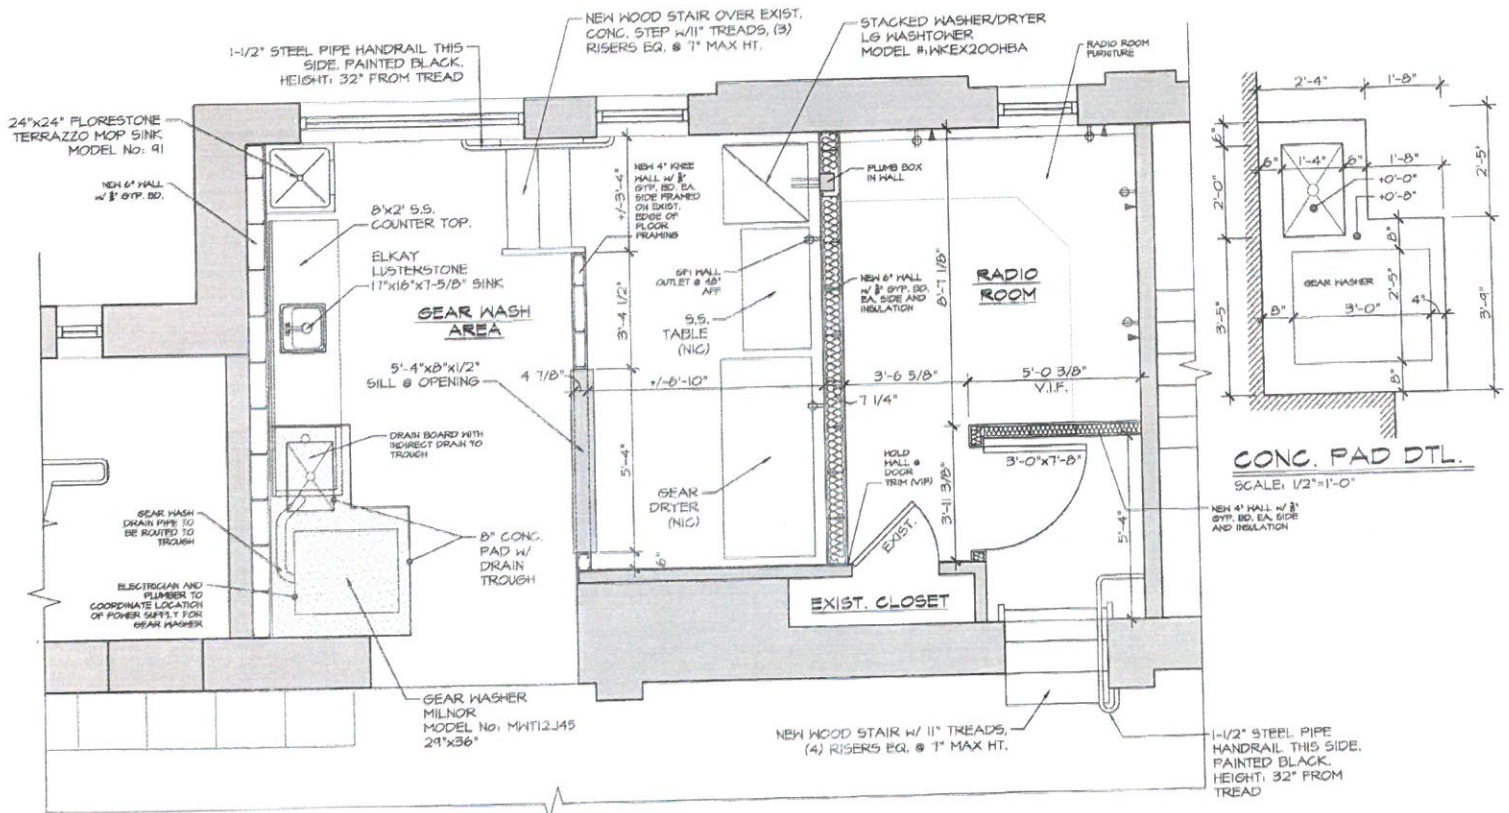 NEW WOOD STAIR OVER EXIST.
CONC. STEP W/11" TREADS, (3)
RISERS EQ. @ 7" MAX HT.
STACKED WASHER/DRYER
LG WASHTOWER
MODEL #:WKEX200HBA
1-1/2" STEEL PIPE HANDRAIL THIS
SIDE. PAINTED BLACK.
HEIGHT: 32" FROM TREAD
RADIO ROOM
FURNITURE
24"x24" FLORESTONE
TERRAZZO MOP SINK
MODEL No: 91
NEW 6" WALL
GYP. BD.
8'x2' S.S.
COUNTER TOP.
ELKAY
LUSTERSTONE
17"x16"x7-5/8" SINK
GEAR WASH
AREA
5'-4"x8"x1/2"
SILL @ OPENING
4 7/8"
+/-3'-4"
3'-4 1/2"
5'-4"
6"
NEW 4" KNEE
WALL W/
GYP. BD. EA.
SIDE FRAMED
ON EXIST.
EDGE OF
FLOOR
FRAMING
PLUMB BOX
IN WALL
GFI WALL
OUTLET @ 48"
AFF
S.S.
TABLE
(NIC)
NEW 6" WALL
GYP. BD.
EA. SIDE AND
INSULATION
8'-7 1/8"
RADIO
ROOM
+/-6'-10"
3'-6 5/8"
5'-0 3/8"
V.I.F.
7 1/4"
3'-11 3/8"
3'-0"x7'-8"
HOLD
WALL @
DOOR
TRIM (VIF)
GEAR
DRYER
(NIC)
EXIST.
5'-4"
NEW 4" WALL W/
GYP. BD. EA. SIDE
AND INSULATION
DRAIN BOARD WITH
INDIRECT DRAIN TO
TROUGH
GEAR WASH
DRAIN PIPE TO
BE ROUTED TO
TROUGH
8" CONC.
PAD W/
DRAIN
TROUGH
ELECTRICIAN AND
PLUMBER TO
COORDINATE LOCATION
OF POWER SUPPLY FOR
GEAR WASHER
EXIST. CLOSET
GEAR WASHER
MILNOR
MODEL No: MWT12J45
29"x36"
NEW WOOD STAIR W/ 11" TREADS,
(4) RISERS EQ. @ 7" MAX HT.
1-1/2" STEEL PIPE
HANDRAIL THIS SIDE.
PAINTED BLACK.
HEIGHT: 32" FROM
TREAD
2'-4"
1'-8"
6"
6"
1'-4"
6"
1'-8"
2'-5"
2'-0"
+0'-0"
+0'-8"
8"
GEAR WASHER
2'-5"
8"
3'-0"
4"
3'-5"
3'-9"
8"
CONC. PAD DTL.
SCALE: 1/2"=1'-0"